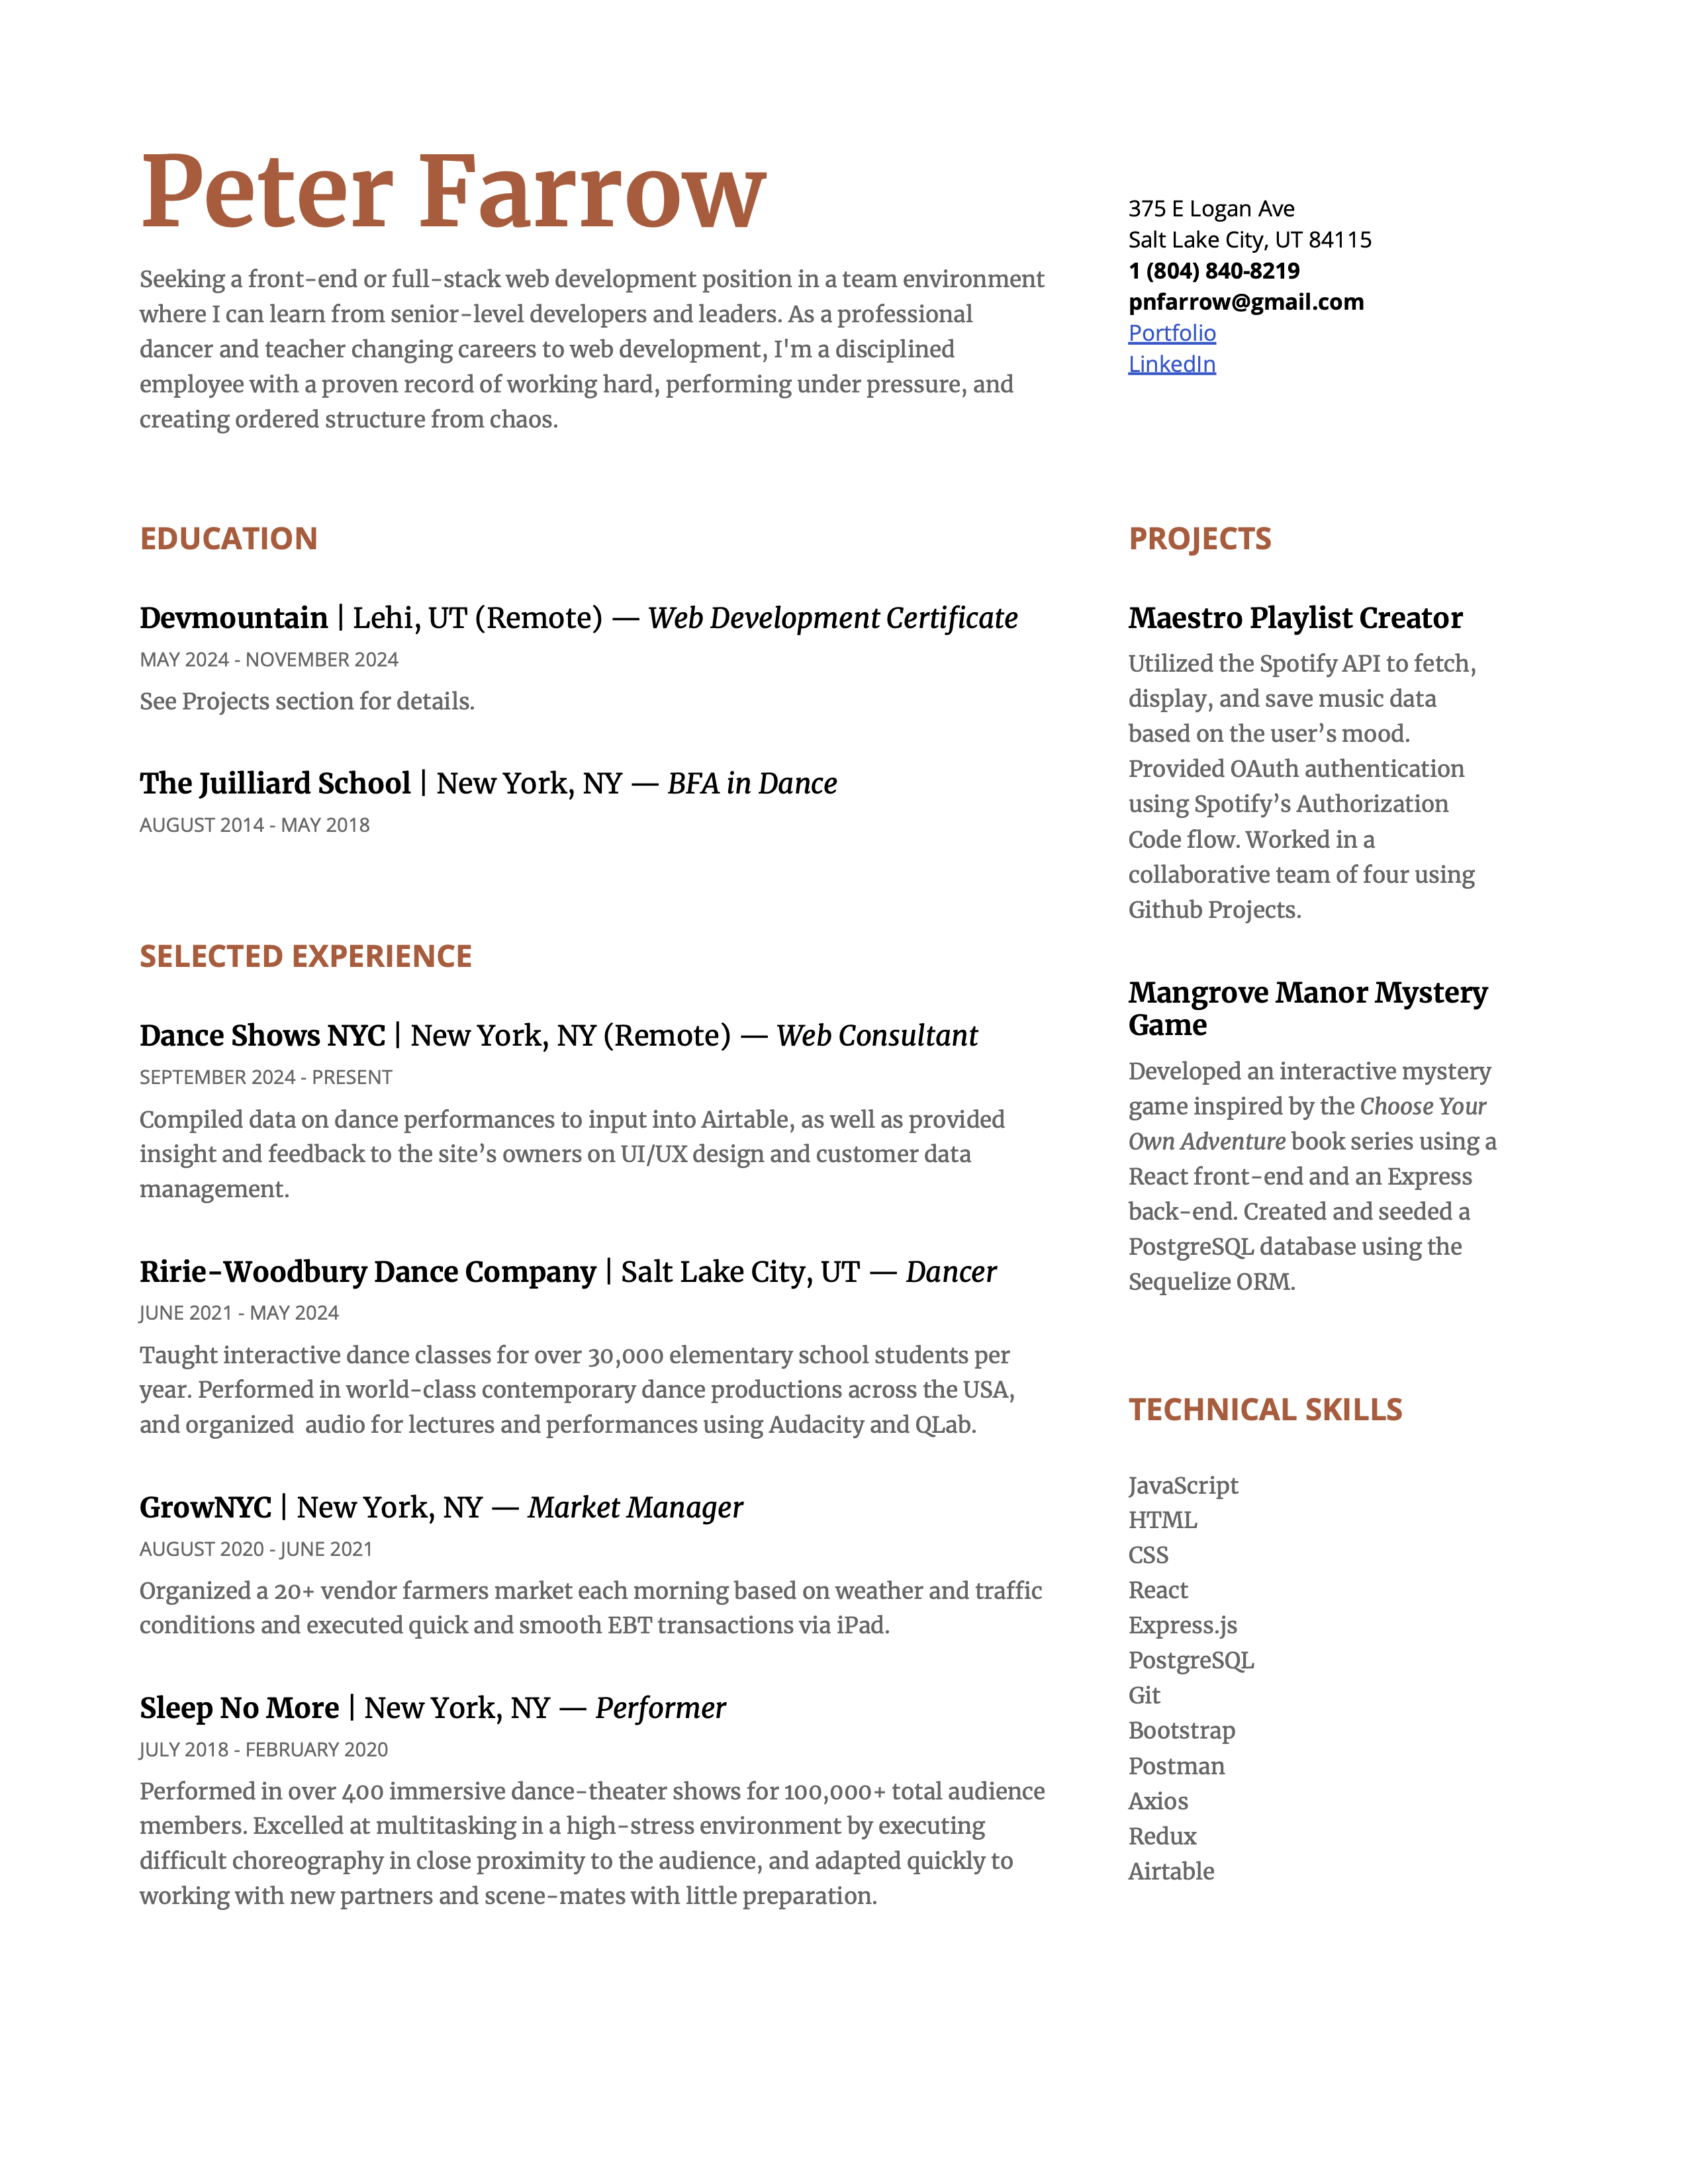 Peter Farrow
Seeking a front-end or full-stack web development position in a team environment
where I can learn from senior-level developers and leaders. As a professional
dancer and teacher changing careers to web development, I'm a disciplined
employee with a proven record of working hard, performing under pressure, and
creating ordered structure from chaos.
375 E Logan Ave
Salt Lake City, UT 84115
1 (804) 840-8219
pnfarrow@gmail.com
Portfolio
LinkedIn
EDUCATION
Devmountain | Lehi, UT (Remote) — Web Development Certificate
MAY 2024 - NOVEMBER 2024
See Projects section for details.
The Juilliard School | New York, NY — BFA in Dance
AUGUST 2014 - MAY 2018
SELECTED EXPERIENCE
Dance Shows NYC | New York, NY (Remote) — Web Consultant
SEPTEMBER 2024 - PRESENT
Compiled data on dance performances to input into Airtable, as well as provided
insight and feedback to the site’s owners on UI/UX design and customer data
management.
Ririe-Woodbury Dance Company | Salt Lake City, UT — Dancer
JUNE 2021 - MAY 2024
Taught interactive dance classes for over 30,000 elementary school students per
year. Performed in world-class contemporary dance productions across the USA,
and organized  audio for lectures and performances using Audacity and QLab.
GrowNYC | New York, NY — Market Manager
AUGUST 2020 - JUNE 2021
Organized a 20+ vendor farmers market each morning based on weather and traffic
conditions and executed quick and smooth EBT transactions via iPad.
Sleep No More | New York, NY — Performer
JULY 2018 - FEBRUARY 2020
Performed in over 400 immersive dance-theater shows for 100,000+ total audience
members. Excelled at multitasking in a high-stress environment by executing
difficult choreography in close proximity to the audience, and adapted quickly to
working with new partners and scene-mates with little preparation.
PROJECTS
Maestro Playlist Creator
Utilized the Spotify API to fetch,
display, and save music data
based on the user’s mood.
Provided OAuth authentication
using Spotify’s Authorization
Code flow. Worked in a
collaborative team of four using
Github Projects.
Mangrove Manor Mystery
Game
Developed an interactive mystery
game inspired by the Choose Your
Own Adventure book series using a
React front-end and an Express
back-end. Created and seeded a
PostgreSQL database using the
Sequelize ORM.
TECHNICAL SKILLS
JavaScript
HTML
CSS
React
Express.js
PostgreSQL
Git
Bootstrap
Postman
Axios
Redux
Airtable